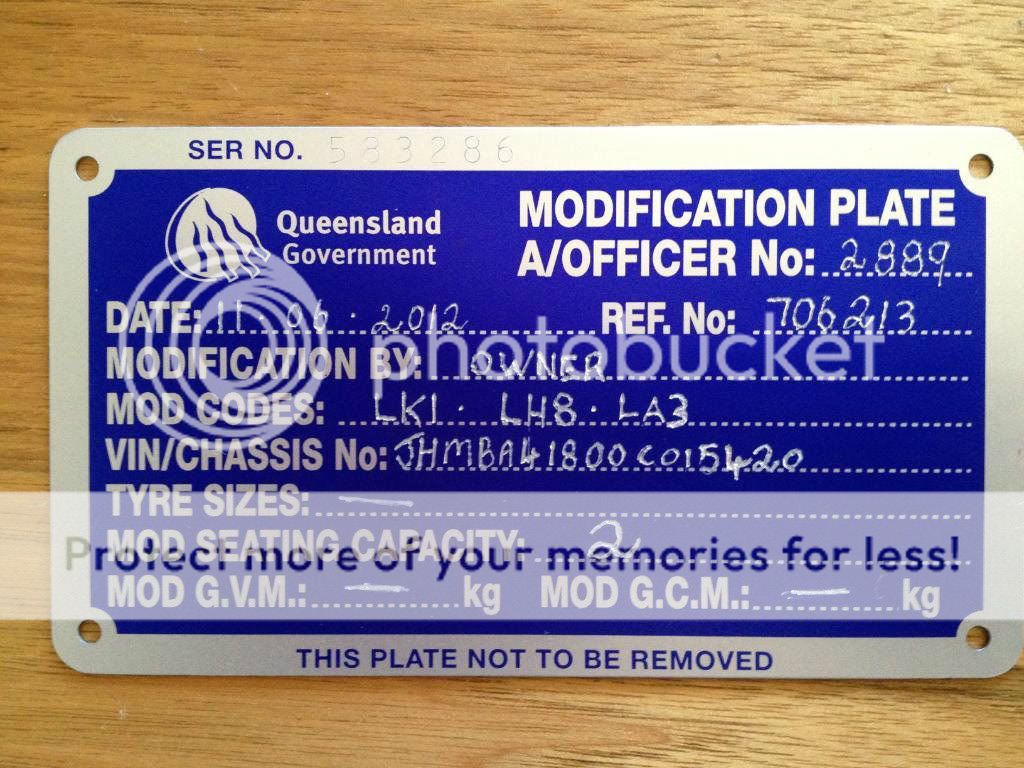 SER NO. 583286
Queensland
Government
MODIFICATION PLATE
A/OFFICER No: 2889
DATE: 11.06.2012 REF. No: 706213
MODIFICATION BY: OWNER
photobucket
MOD CODES: LK1. LH8. LA3
VIN/CHASSIS No: JHMBA41800C015420
TYRE SIZES: —
MOD SEATING CAPACITY: 2
Protect more of your memories for less!
MOD G.V.M.: — kg MOD G.C.M.: — kg
THIS PLATE NOT TO BE REMOVED